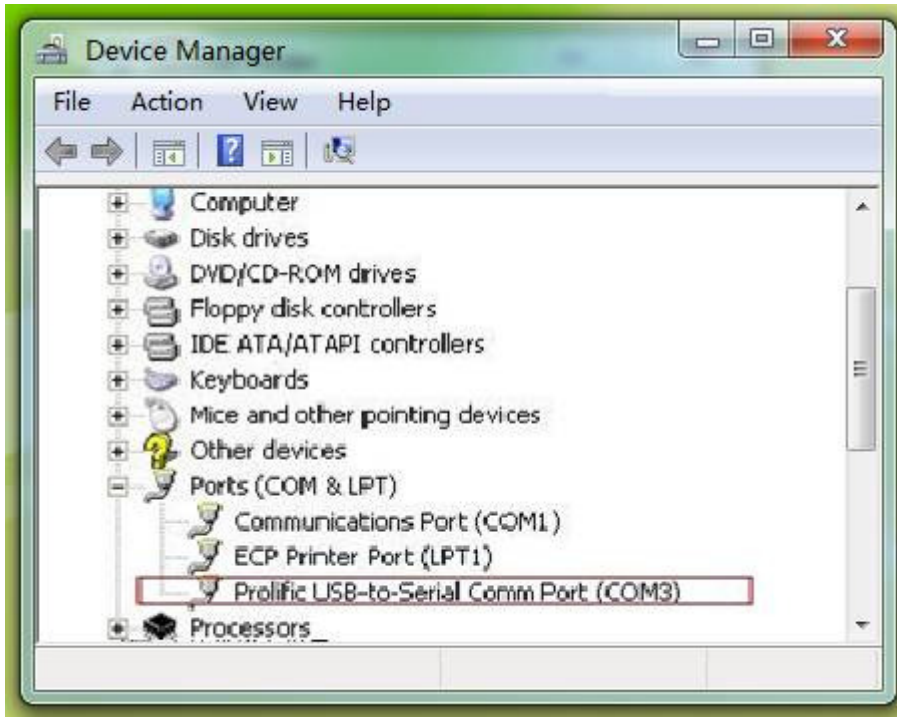 Device Manager
File Action View Help
Computer
Disk drives
DVD/CD-ROM drives
Floppy disk controllers
IDE ATA/ATAPI controllers
Keyboards
Mice and other pointing devices
Other devices
Ports (COM & LPT)
Communications Port (COM1)
ECP Printer Port (LPT1)
Prolific USB-to-Serial Comm Port (COM3)
Processors